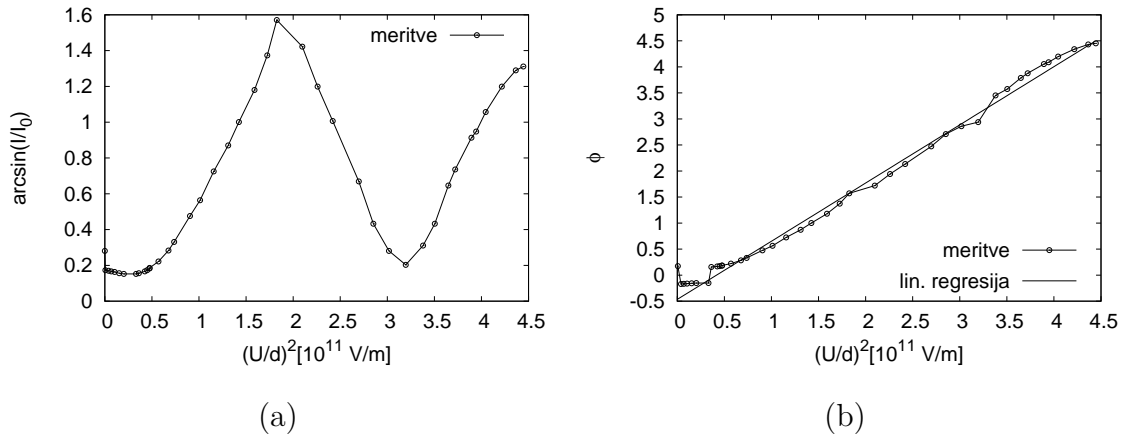 1.6
1.4
1.2
1
0.8
0.6
0.4
0.2
0
0 0.5 1 1.5 2 2.5 3 3.5 4 4.5
arcsin(I/I₀)
(U/d)²[10¹¹ V/m]
meritve
(a)
5
4.5
4
3.5
3
2.5
2
1.5
1
0.5
0
-0.5
0 0.5 1 1.5 2 2.5 3 3.5 4 4.5
ϕ
(U/d)²[10¹¹ V/m]
meritve
lin. regresija
(b)